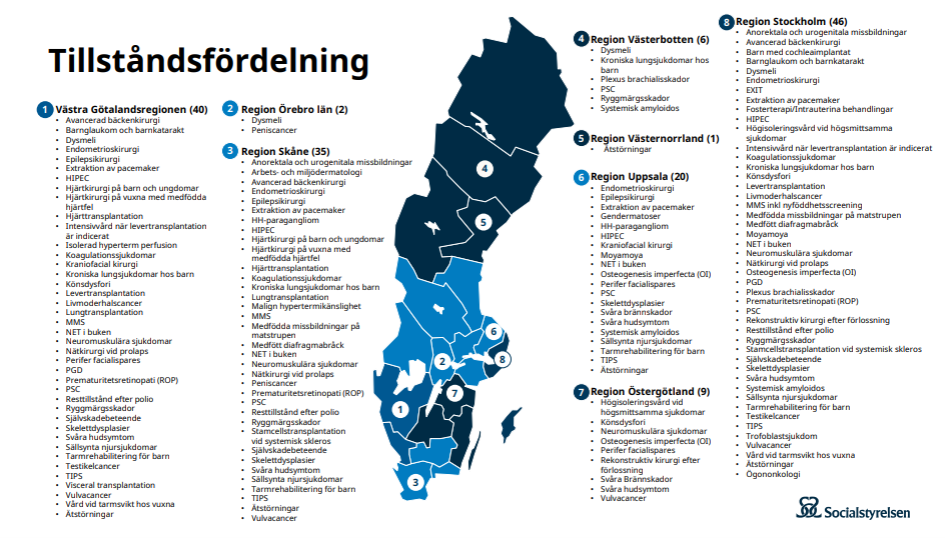 Tillståndsfördelning
1 Västra Götalandsregionen (40)
• Avancerad bäckenkirurgi
• Barnglaukom och barnkatarakt
• Dysmeli
• Endometrioskirurgi
• Epilepsikirurgi
• Extraktion av pacemaker
• HIPEC
• Hjärtkirurgi på barn och ungdomar
• Hjärtkirurgi på vuxna med medfödda
hjärtfel
• Hjärttransplantation
• Intensivvård när levertransplantation
är indicerat
• Isolerad hyperterm perfusion
• Koagulationssjukdomar
• Kraniofacial kirurgi
• Kroniska lungsjukdomar hos barn
• Könsdysfori
• Levertransplantation
• Livmoderhalscancer
• Lungtransplantation
• MMS
• NET i buken
• Neuromuskulära sjukdomar
• Nätkirurgi vid prolaps
• Perifer facialispares
• PGD
• Prematuritetsretinopati (ROP)
• PSC
• Resttillstånd efter polio
• Ryggmärgsskador
• Självskadebeteende
• Skelettdysplasier
• Svåra hudsymtom
• Sällsynta njursjukdomar
• Tarmrehabilitering för barn
• Testikelcancer
• TIPS
• Visceral transplantation
• Vulvacancer
• Vård vid tarmsvikt hos vuxna
• Ätstörningar
2 Region Örebro län (2)
• Dysmeli
• Peniscancer
3 Region Skåne (35)
• Anorektala och urogenitala missbildningar
• Arbets- och miljödermatologi
• Avancerad bäckenkirurgi
• Endometrioskirurgi
• Epilepsikirurgi
• Extraktion av pacemaker
• HH-paragangliom
• HIPEC
• Hjärtkirurgi på barn och ungdomar
• Hjärtkirurgi på vuxna med
medfödda hjärtfel
• Hjärttransplantation
• Koagulationssjukdomar
• Kroniska lungsjukdomar hos barn
• Lungtransplantation
• Malign hypertermikänslighet
• MMS
• Medfödda missbildningar på
matstrupen
• Medfött diafragmabråck
• NET i buken
• Neuromuskulära sjukdomar
• Nätkirurgi vid prolaps
• Peniscancer
• Prematuritetsretinopati (ROP)
• PSC
• Resttillstånd efter polio
• Ryggmärgsskador
• Stamcellstransplantation
vid systemisk skleros
• Självskadebeteende
• Skelettdysplasier
• Svåra hudsymtom
• Sällsynta njursjukdomar
• Tarmrehabilitering för barn
• TIPS
• Ätstörningar
• Vulvacancer
4
5
6
2
8
7
1
3
4 Region Västerbotten (6)
• Dysmeli
• Kroniska lungsjukdomar hos
barn
• Plexus brachialisskador
• PSC
• Ryggmärgsskador
• Systemisk amyloidos
5 Region Västernorrland (1)
• Ätstörningar
6 Region Uppsala (20)
• Endometrioskirurgi
• Epilepsikirurgi
• Extraktion av pacemaker
• Gendermatoser
• HH-paragangliom
• HIPEC
• Kraniofacial kirurgi
• Moyamoya
• NET i buken
• Osteogenesis imperfecta (OI)
• Perifer facialispares
• PSC
• Skelettdysplasier
• Svåra brännskador
• Svåra hudsymtom
• Systemisk amyloidos
• Sällsynta njursjukdomar
• Tarmrehabilitering för barn
• TIPS
• Ätstörningar
7 Region Östergötland (9)
• Högisoleringsvård vid
högsmittsamma sjukdomar
• Könsdysfori
• Neuromuskulära sjukdomar
• Osteogenesis imperfecta (OI)
• Perifer facialispares
• Rekonstruktiv kirurgi efter
förlossning
• Svåra Brännskador
• Svåra hudsymtom
• Vulvacancer
8 Region Stockholm (46)
• Anorektala och urogenitala missbildningar
• Avancerad bäckenkirurgi
• Barn med cochleaimplantat
• Barnglaukom och barnkatarakt
• Dysmeli
• Endometrioskirurgi
• EXIT
• Extraktion av pacemaker
• Fosterterapi/Intrauterina behandlingar
• HIPEC
• Högisoleringsvård vid högsmittsamma
sjukdomar
• Intensivvård när levertransplantation är indicerat
• Koagulationssjukdomar
• Kroniska lungsjukdomar hos barn
• Könsdysfori
• Levertransplantation
• Livmoderhalscancer
• MMS inkl nyföddhetsscreening
• Medfödda missbildningar på matstrupen
• Medfött diafragmabråck
• Moyamoya
• NET i buken
• Neuromuskulära sjukdomar
• Nätkirurgi vid prolaps
• Osteogenesis imperfecta (OI)
• PGD
• Plexus brachialisskador
• Prematuritetsretinopati (ROP)
• PSC
• Rekonstruktiv kirurgi efter förlossning
• Resttillstånd efter polio
• Ryggmärgsskador
• Stamcellstransplantation vid systemisk skleros
• Självskadebeteende
• Skelettdysplasier
• Svåra hudsymtom
• Systemisk amyloidos
• Sällsynta njursjukdomar
• Tarmrehabilitering för barn
• Testikelcancer
• TIPS
• Trofoblastsjukdom
• Vulvacancer
• Vård vid tarmsvikt hos vuxna
• Ätstörningar
• Ögononkologi
Socialstyrelsen